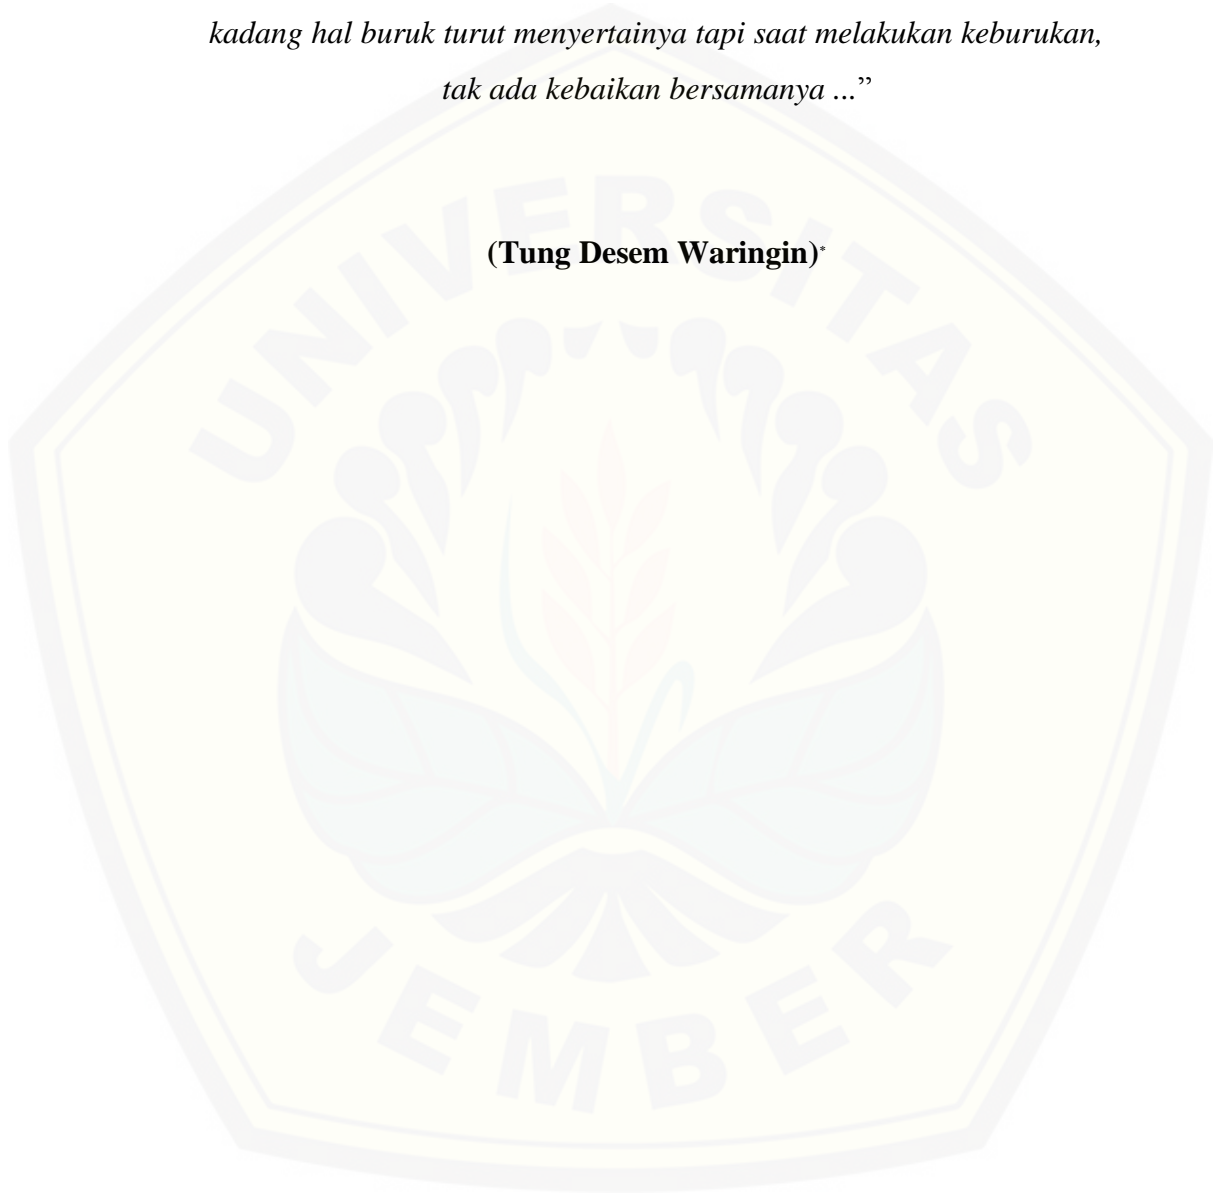 kadang hal buruk turut menyertainya tapi saat melakukan keburukan,
tak ada kebaikan bersamanya ...”
(Tung Desem Waringin)*
UNIVERSITAS
JEMBER